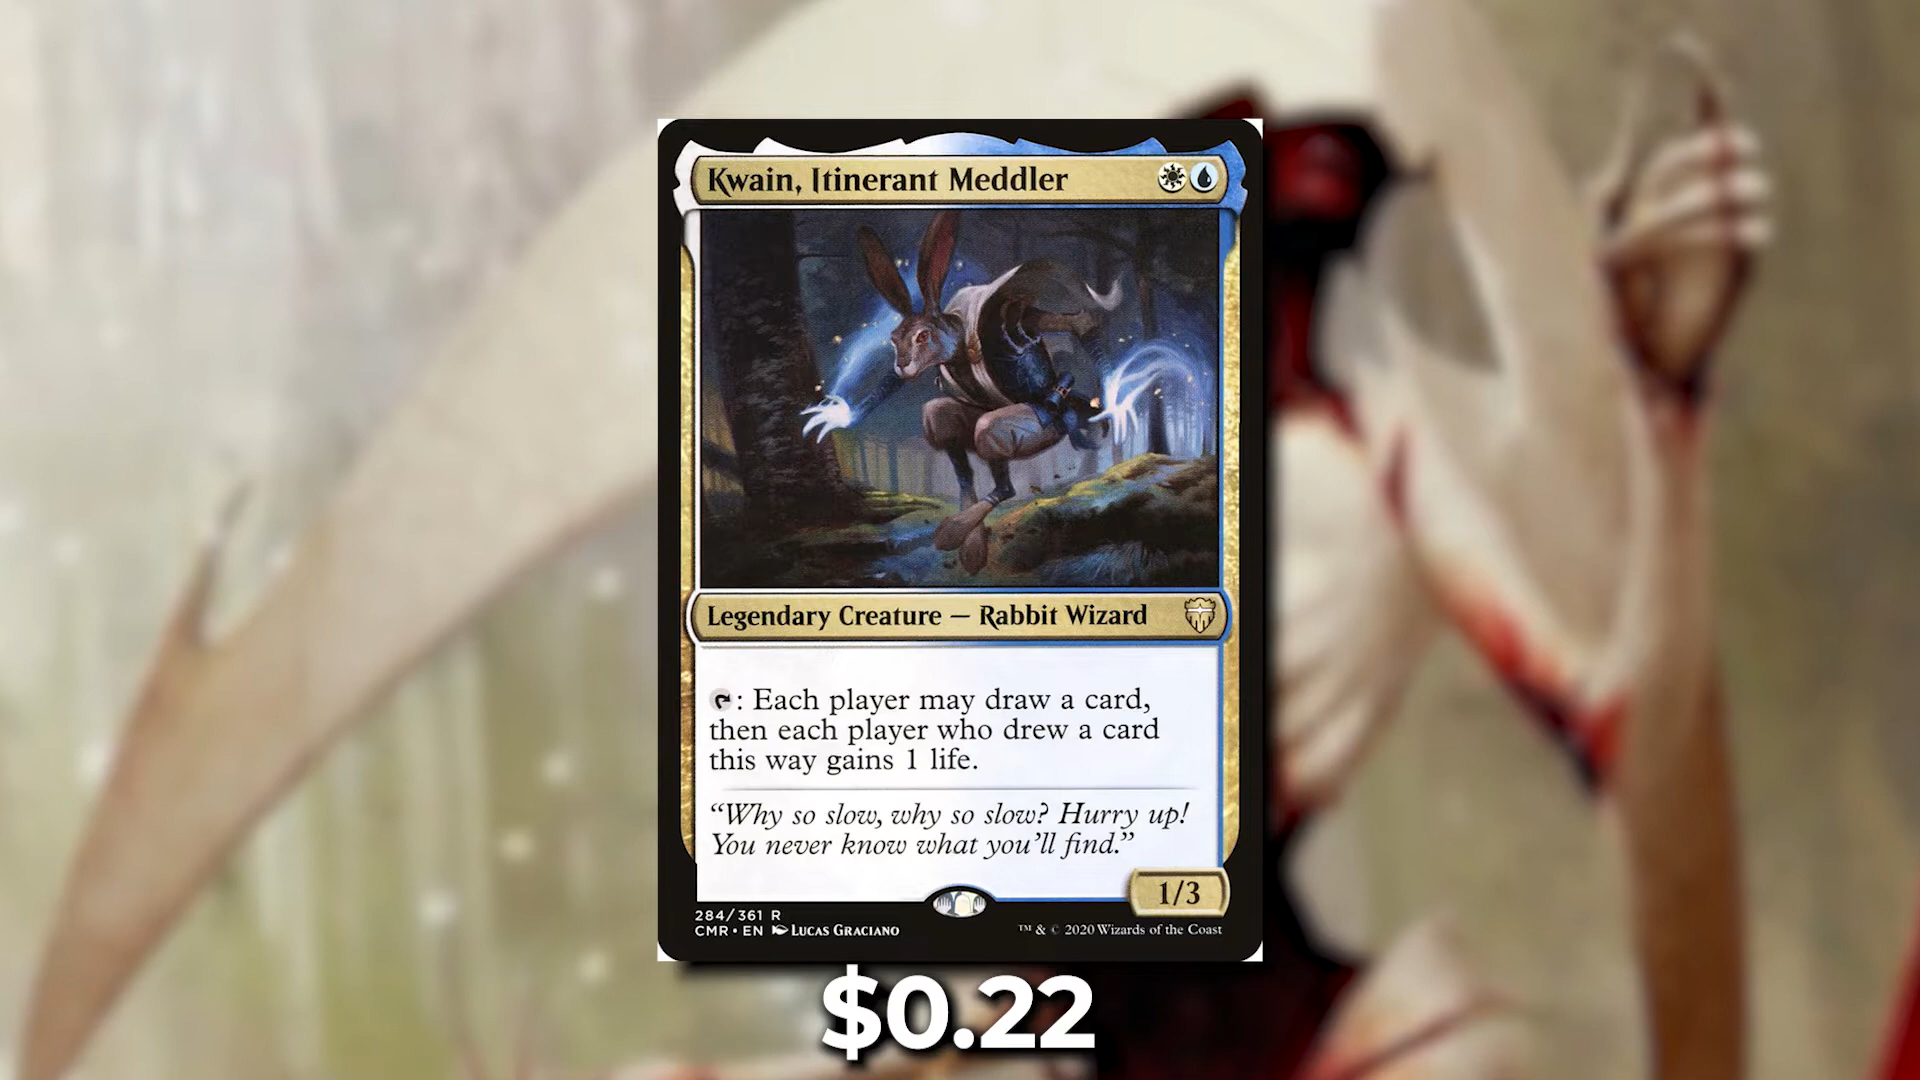 Kwain, Itinerant Meddler
Legendary Creature — Rabbit Wizard
: Each player may draw a card,
then each player who drew a card
this way gains 1 life.
“Why so slow, why so slow? Hurry up!
You never know what you’ll find.”
1/3
284/361 R
CMR • EN Lucas Graciano
™ & © 2020 Wizards of the Coast
$0.22